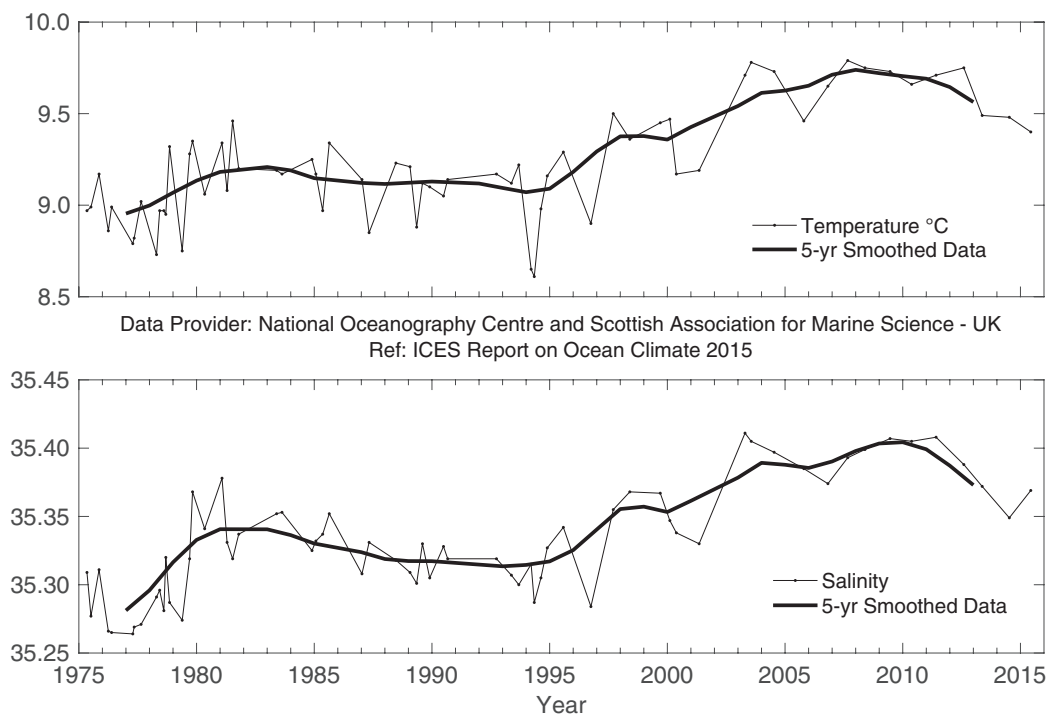 10.0
9.5
9.0
8.5
Temperature °C
5-yr Smoothed Data
Data Provider: National Oceanography Centre and Scottish Association for Marine Science - UK
Ref: ICES Report on Ocean Climate 2015
35.45
35.40
35.35
35.30
35.25
Salinity
5-yr Smoothed Data
1975 1980 1985 1990 1995 2000 2005 2010 2015
Year